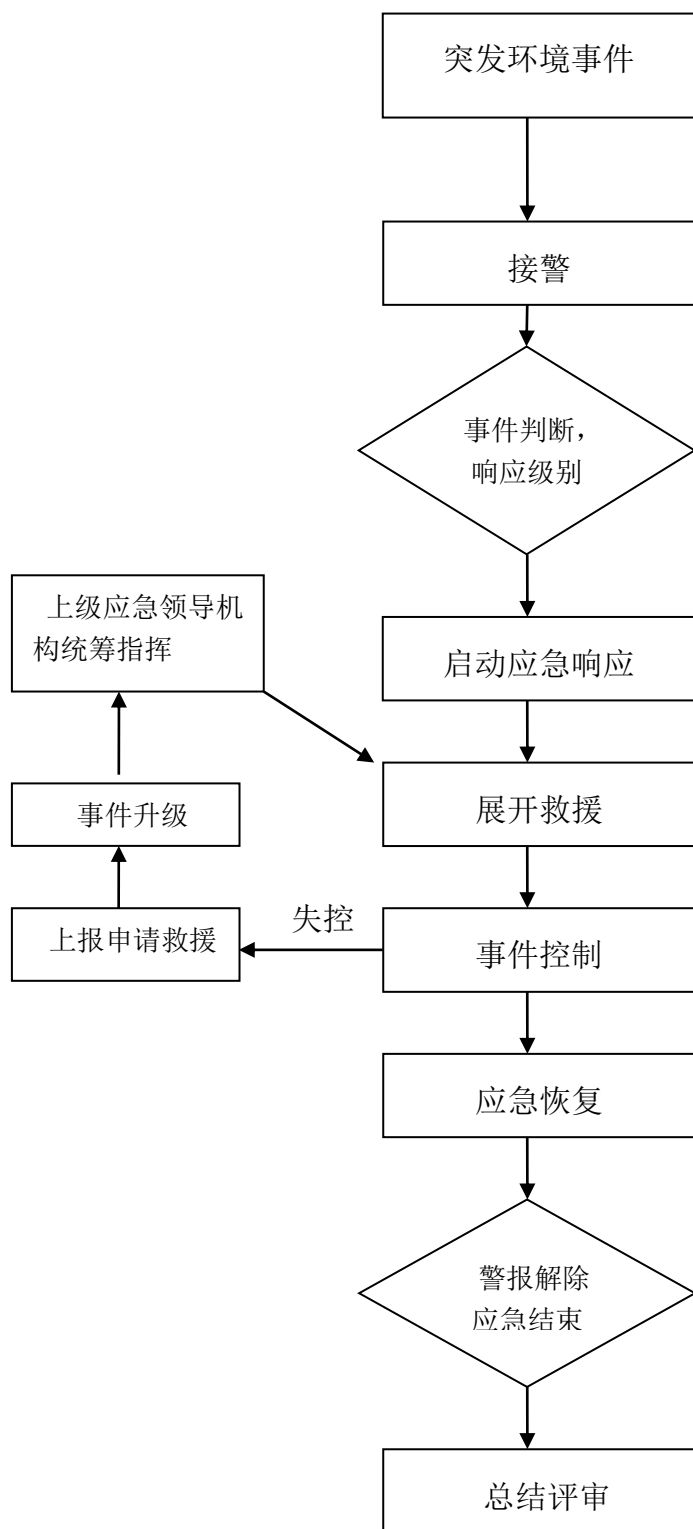 突发环境事件
接警
事件判断，
响应级别
上级应急领导机
构统筹指挥
启动应急响应
事件升级
展开救援
失控
上报申请救援
事件控制
应急恢复
警报解除
应急结束
总结评审